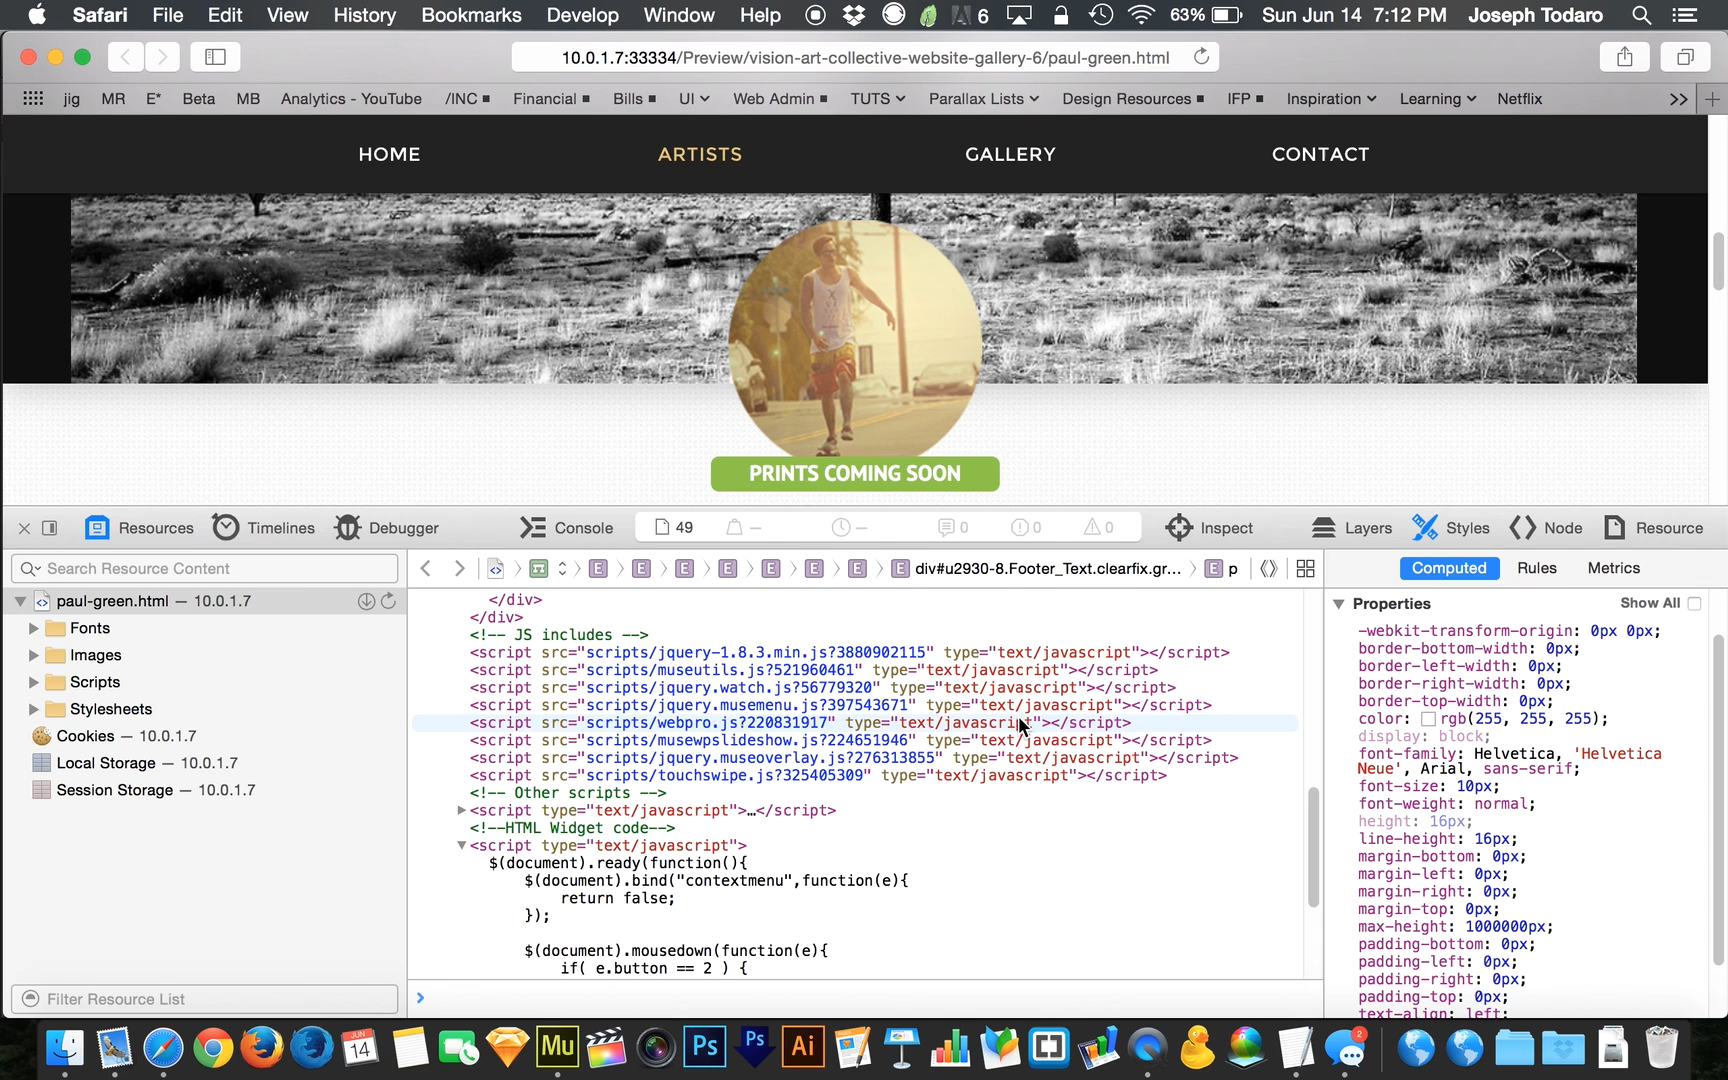 Safari File Edit View History Bookmarks Develop Window Help 6 63% Sun Jun 14 7:12 PM Joseph Todaro
10.0.1.7:33334/Preview/vision-art-collective-website-gallery-6/paul-green.html
jig MR E* Beta MB Analytics - YouTube /INC Financial Bills UI Web Admin TUTS Parallax Lists Design Resources IFP Inspiration Learning Netflix >>
HOME ARTISTS GALLERY CONTACT
PRINTS COMING SOON
Resources Timelines Debugger Console 49 — — 0 0 0 Inspect Layers Styles Node Resource
Search Resource Content
E E E E E E E E div#u2930-8.Footer_Text.clearfix.gr... E p
Computed Rules Metrics
paul-green.html — 10.0.1.7
Fonts
Images
Scripts
Stylesheets
Cookies — 10.0.1.7
Local Storage — 10.0.1.7
Session Storage — 10.0.1.7
Filter Resource List
</div>
</div>
<!-- JS includes -->
<script src="scripts/jquery-1.8.3.min.js?3880902115" type="text/javascript"></script>
<script src="scripts/museutils.js?521960461" type="text/javascript"></script>
<script src="scripts/jquery.watch.js?56779320" type="text/javascript"></script>
<script src="scripts/jquery.musemenu.js?397543671" type="text/javascript"></script>
<script src="scripts/webpro.js?220831917" type="text/javascript"></script>
<script src="scripts/musewpslideshow.js?224651946" type="text/javascript"></script>
<script src="scripts/jquery.museoverlay.js?276313855" type="text/javascript"></script>
<script src="scripts/touchswipe.js?325405309" type="text/javascript"></script>
<!-- Other scripts -->
<script type="text/javascript">…</script>
<!--HTML Widget code-->
<script type="text/javascript">
$(document).ready(function(){
$(document).bind("contextmenu",function(e){
return false;
});
$(document).mousedown(function(e){
if( e.button == 2 ) {
Properties Show All
-webkit-transform-origin: 0px 0px;
border-bottom-width: 0px;
border-left-width: 0px;
border-right-width: 0px;
border-top-width: 0px;
color: rgb(255, 255, 255);
display: block;
font-family: Helvetica, 'Helvetica
Neue', Arial, sans-serif;
font-size: 10px;
font-weight: normal;
height: 16px;
line-height: 16px;
margin-bottom: 0px;
margin-left: 0px;
margin-right: 0px;
margin-top: 0px;
max-height: 1000000px;
padding-bottom: 0px;
padding-left: 0px;
padding-right: 0px;
padding-top: 0px;
text-align: left;
JUN
14
Mu Ps Ps Ai 2